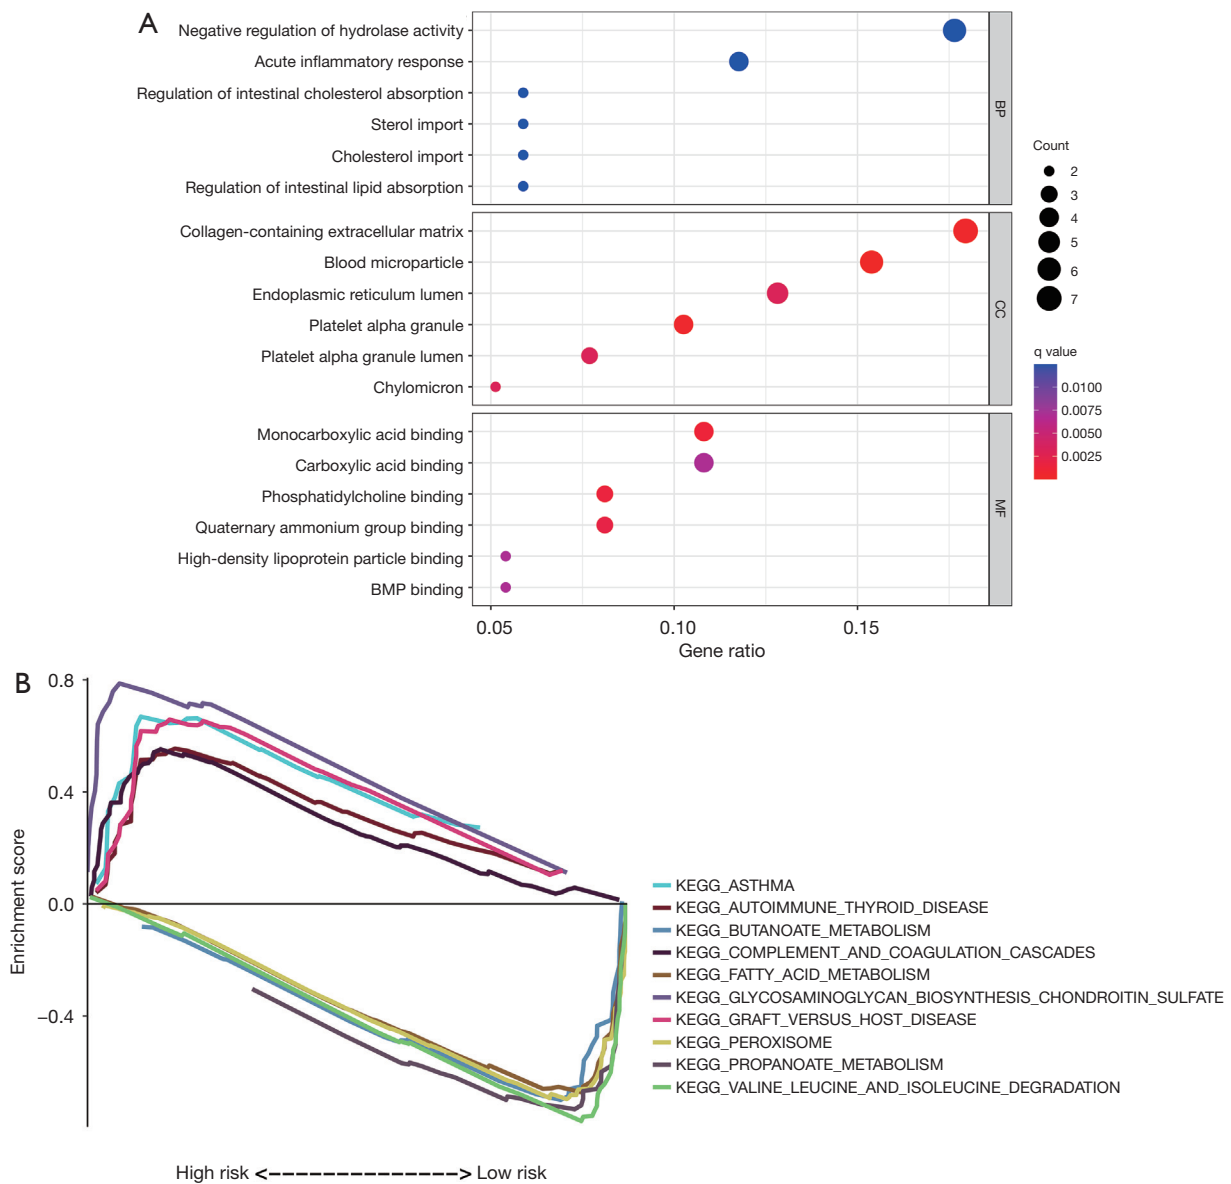 A
Negative regulation of hydrolase activity
Acute inflammatory response
Regulation of intestinal cholesterol absorption
Sterol import
Cholesterol import
Regulation of intestinal lipid absorption
BP
Collagen-containing extracellular matrix
Blood microparticle
Endoplasmic reticulum lumen
Platelet alpha granule
Platelet alpha granule lumen
Chylomicron
CC
Monocarboxylic acid binding
Carboxylic acid binding
Phosphatidylcholine binding
Quaternary ammonium group binding
High-density lipoprotein particle binding
BMP binding
MF
0.05 0.10 0.15
Gene ratio
Count
2
3
4
5
6
7
q value
0.0100
0.0075
0.0050
0.0025
B
0.8
0.4
0.0
−0.4
Enrichment score
KEGG_ASTHMA
KEGG_AUTOIMMUNE_THYROID_DISEASE
KEGG_BUTANOATE_METABOLISM
KEGG_COMPLEMENT_AND_COAGULATION_CASCADES
KEGG_FATTY_ACID_METABOLISM
KEGG_GLYCOSAMINOGLYCAN_BIOSYNTHESIS_CHONDROITIN_SULFATE
KEGG_GRAFT_VERSUS_HOST_DISEASE
KEGG_PEROXISOME
KEGG_PROPANOATE_METABOLISM
KEGG_VALINE_LEUCINE_AND_ISOLEUCINE_DEGRADATION
High risk <--------------> Low risk